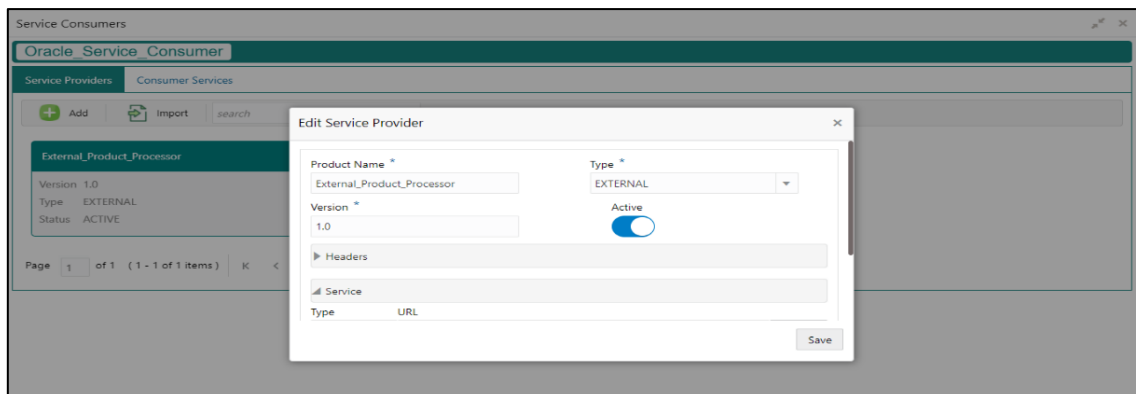 Service Consumers
Oracle_Service_Consumer
Service Providers Consumer Services
Add Import search
External_Product_Processor
Version 1.0
Type EXTERNAL
Status ACTIVE
Page 1 of 1 (1 - 1 of 1 items) K <
Edit Service Provider
Product Name * Type *
External_Product_Processor EXTERNAL
Version * Active
1.0
Headers
Service
Type URL
Save